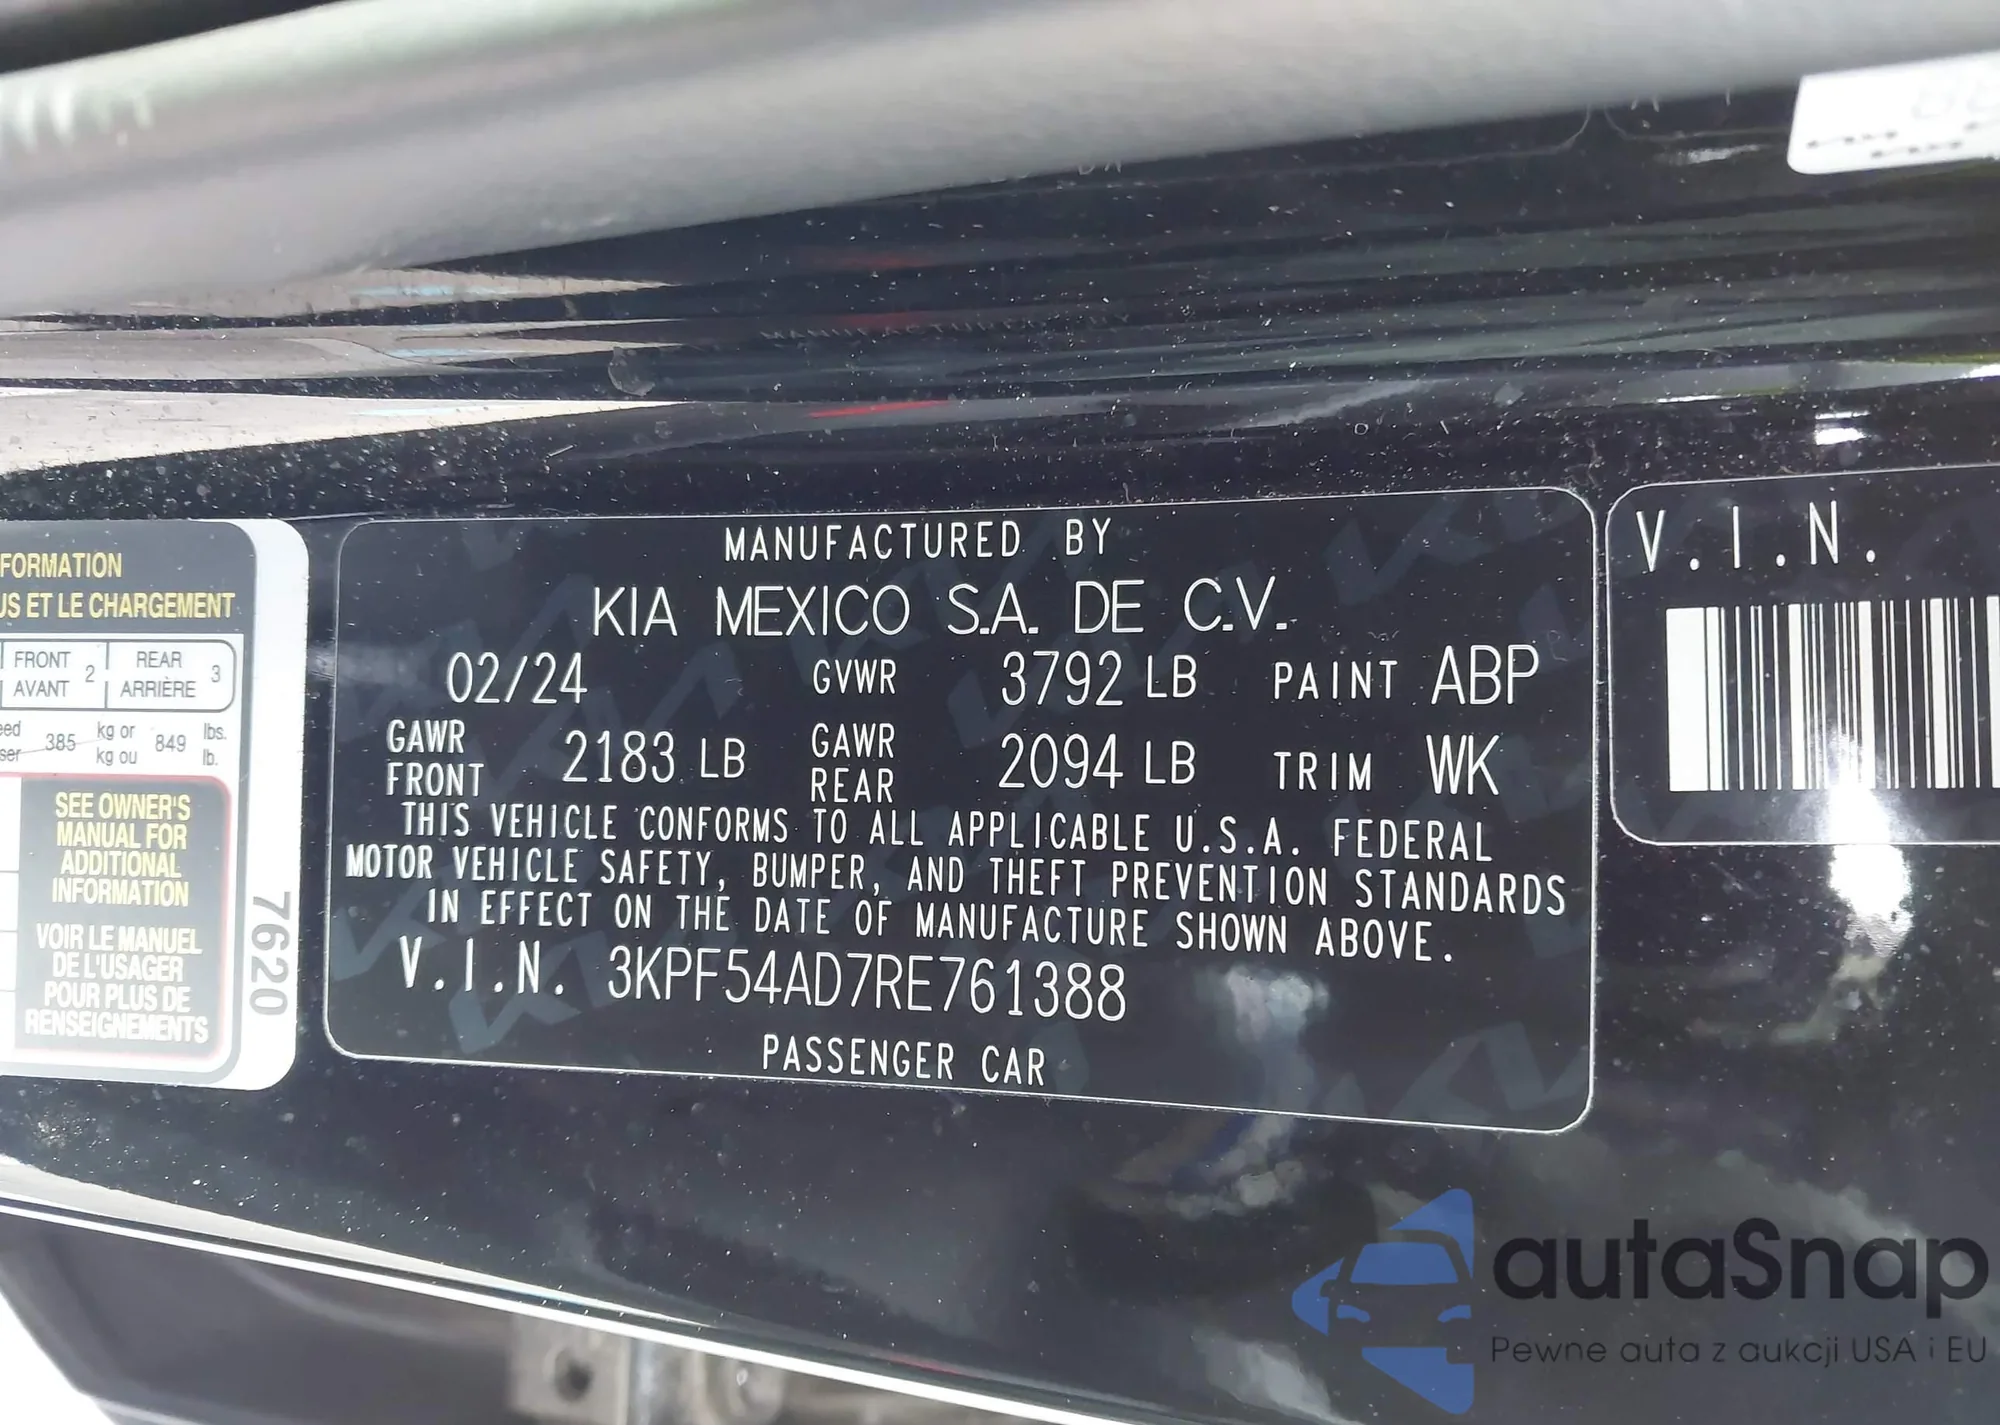 FORMATION
US ET LE CHARGEMENT
FRONT
AVANT 2
REAR
ARRIÈRE 3
385 kg or
kg ou 849 lbs.
lb.
SEE OWNER'S
MANUAL FOR
ADDITIONAL
INFORMATION
VOIR LE MANUEL
DE L'USAGER
POUR PLUS DE
RENSEIGNEMENTS
7620
MANUFACTURED BY
KIA MEXICO S.A. DE C.V.
02/24 GVWR 3792 LB PAINT ABP
GAWR FRONT 2183 LB GAWR REAR 2094 LB TRIM WK
THIS VEHICLE CONFORMS TO ALL APPLICABLE U.S.A. FEDERAL
MOTOR VEHICLE SAFETY, BUMPER, AND THEFT PREVENTION STANDARDS
IN EFFECT ON THE DATE OF MANUFACTURE SHOWN ABOVE.
V.I.N. 3KPF54AD7RE761388
PASSENGER CAR
V.I.N.
autaSnap
Pewne auta z aukcji USA i EU